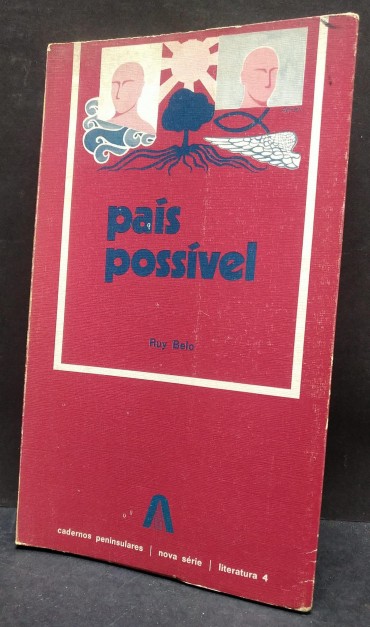 país
possível
Ruy Belo
cadernos peninsulares | nova série | literatura 4